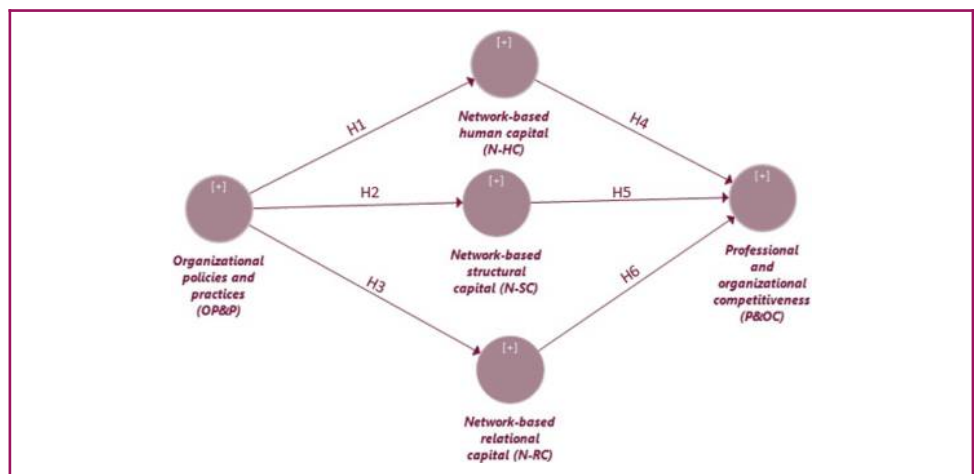 [+]
Network-based
human capital
(N-HC)
H1
H4
[+]
Organizational
policies and
practices
(OP&P)
H2
[+]
Network-based
structural
capital (N-SC)
H5
[+]
Professional
and
organizational
competitiveness
(P&OC)
H3
H6
[+]
Network-based
relational
capital (N-RC)